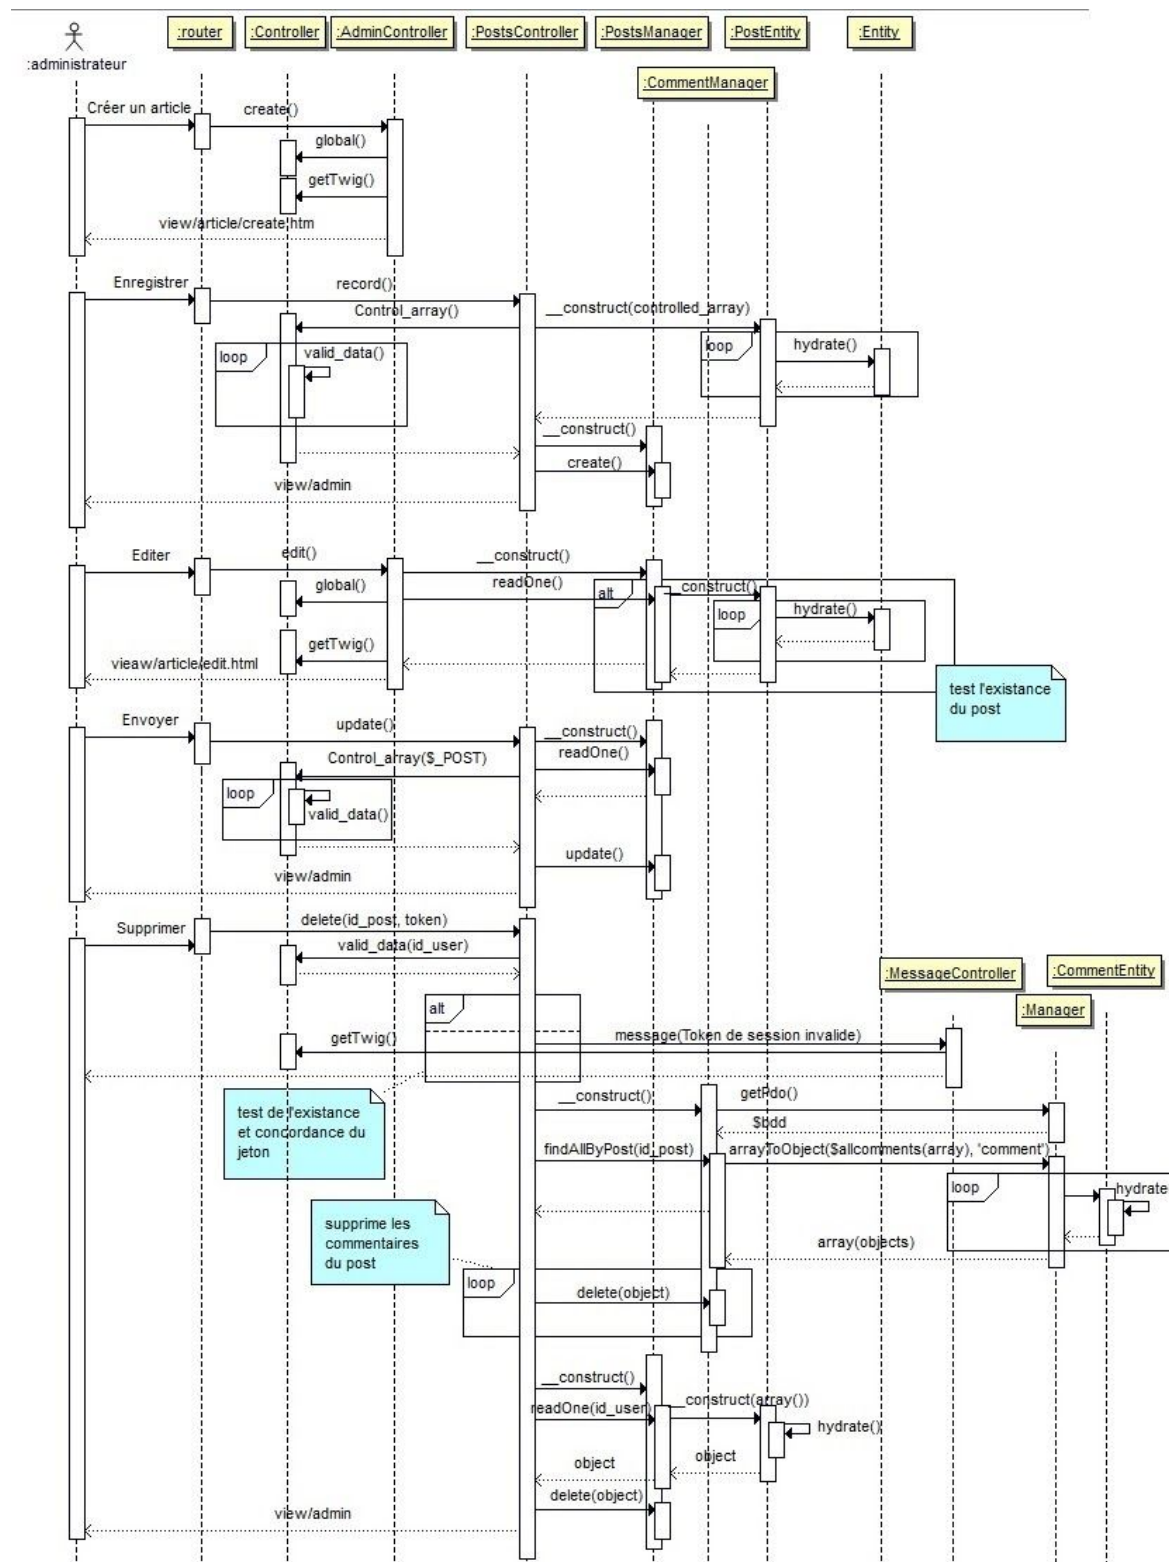 :router
:Controller
:AdminController
:PostsController
:PostsManager
:PostEntity
:Entity
:administrateur
:CommentManager
Créer un article
create()
global()
getTwig()
view/article/create.htm
Enregistrer
record()
Control_array()
__construct(controlled_array)
loop
valid_data()
loop
hydrate()
__construct()
create()
view/admin
Editer
edit()
__construct()
global()
readOne()
alt
__construct()
loop
hydrate()
getTwig()
vieaw/article/edit.html
test l'existance
du post
Envoyer
update()
__construct()
Control_array($_POST)
readOne()
loop
valid_data()
update()
view/admin
Supprimer
delete(id_post, token)
valid_data(id_user)
:MessageController
:CommentEntity
:Manager
alt
getTwig()
message(Token de session invalide)
test de l'existance
et concordance du
jeton
__construct()
getPdo()
$bdd
findAllByPost(id_post)
arrayToObject($allcomments(array), 'comment')
loop
hydrate
supprime les
commentaires
du post
array(objects)
loop
delete(object)
__construct()
readOne(id_user)
__construct(array())
hydrate()
object
object
delete(object)
view/admin